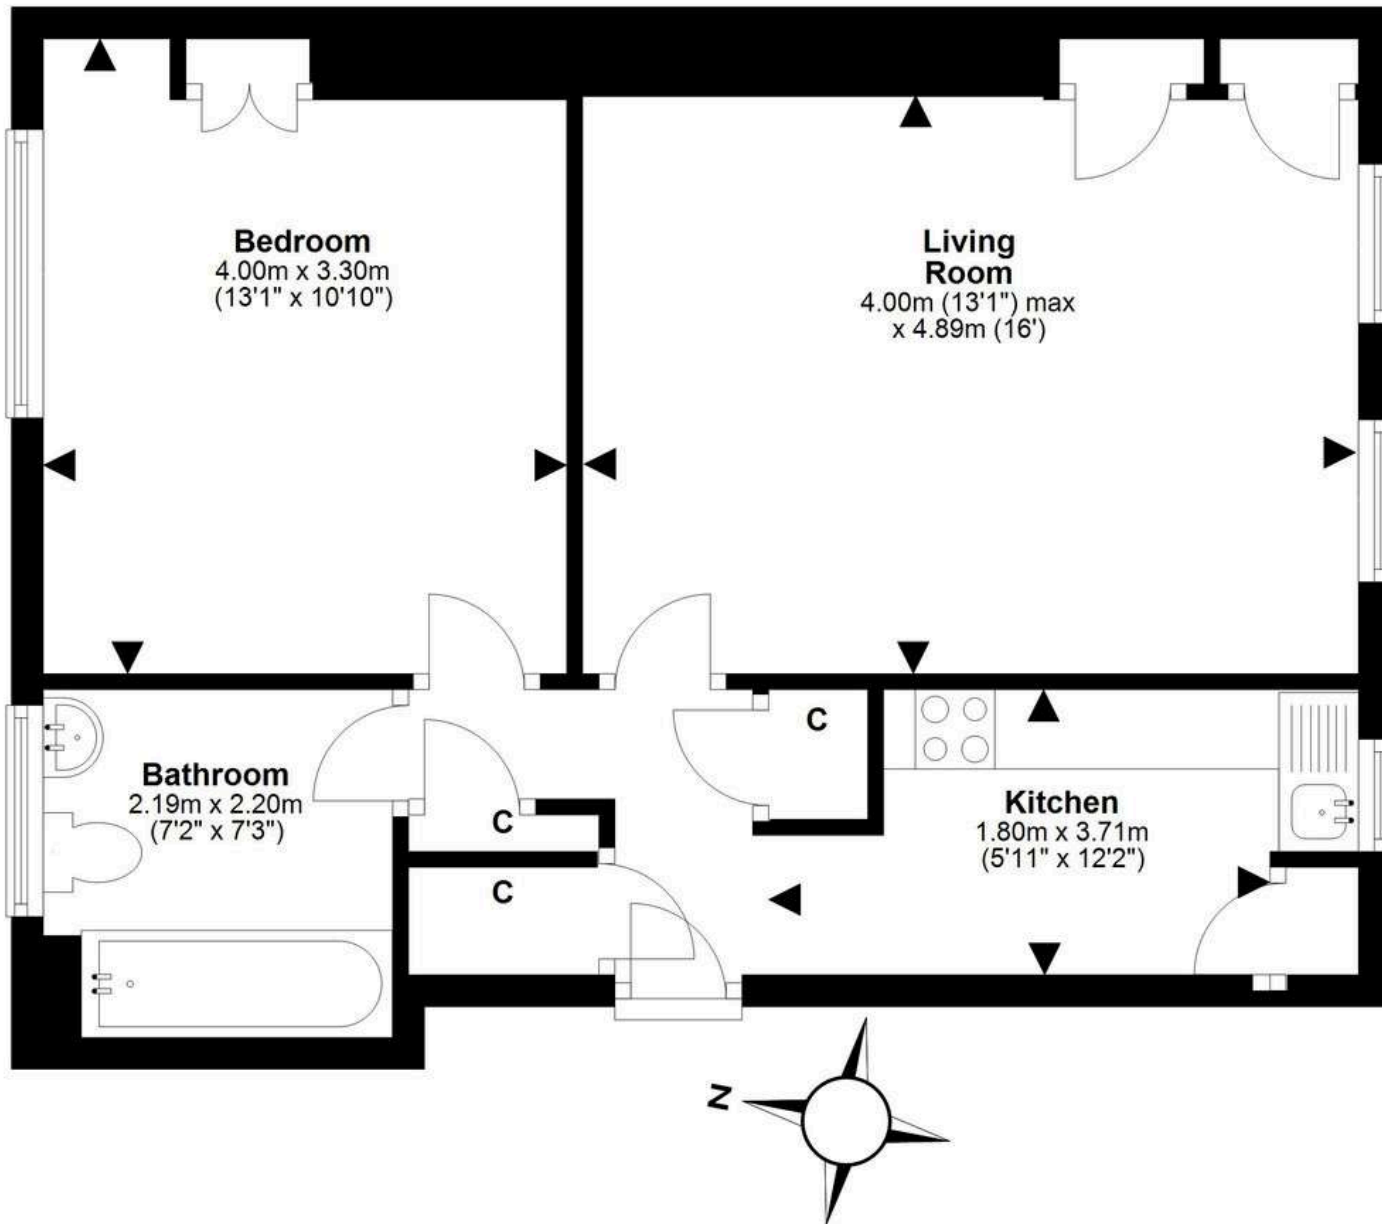 Bedroom
4.00m x 3.30m
(13'1" x 10'10")
Living
Room
4.00m (13'1") max
x 4.89m (16')
C
Bathroom
2.19m x 2.20m
(7'2" x 7'3")
C
C
Kitchen
1.80m x 3.71m
(5'11" x 12'2")
N